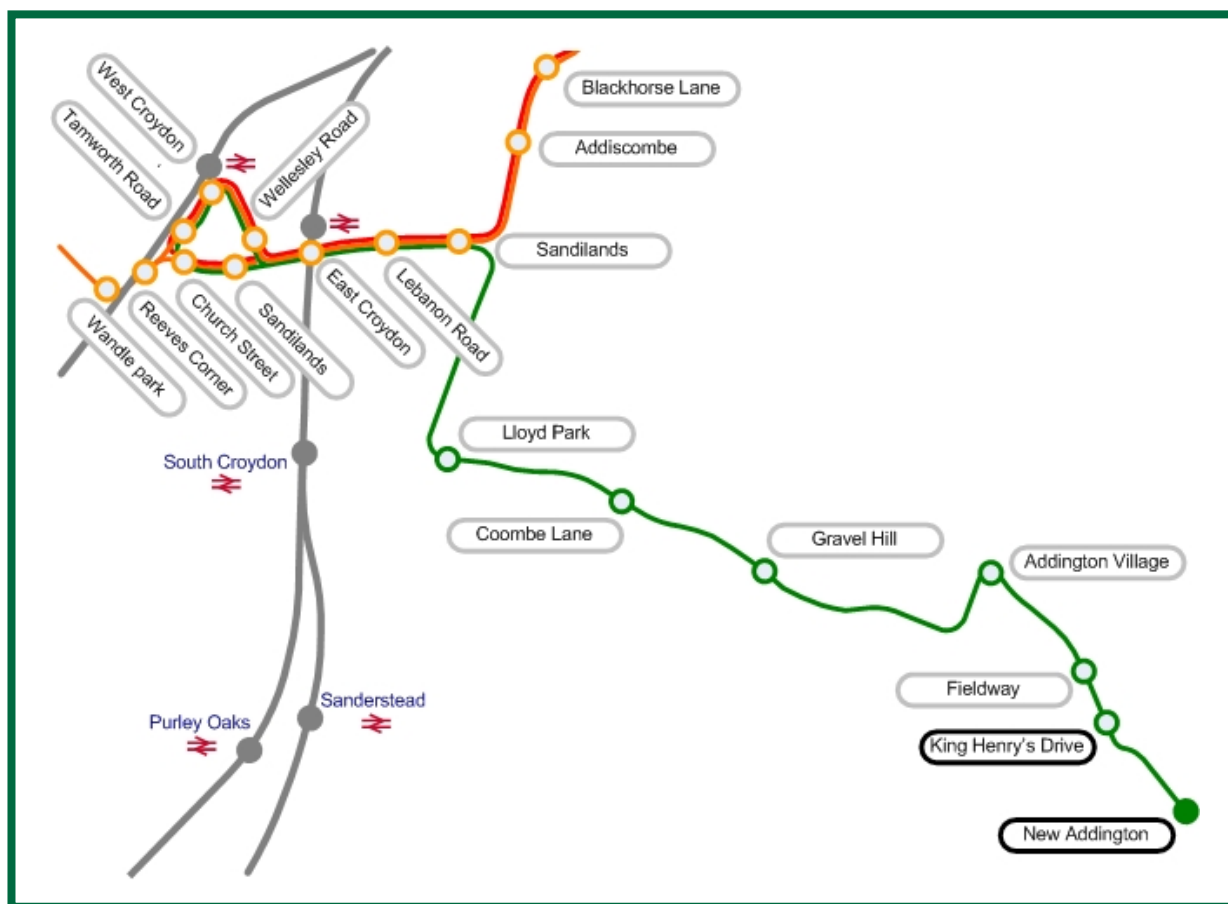 West Croydon
Tamworth Road
Wellesley Road
Blackhorse Lane
Addiscombe
Sandilands
Wandle park
Reeves Corner
Church Street
Sandilands
East Croydon
Lebanon Road
South Croydon
Lloyd Park
Coombe Lane
Gravel Hill
Addington Village
Fieldway
King Henry's Drive
New Addington
Sanderstead
Purley Oaks